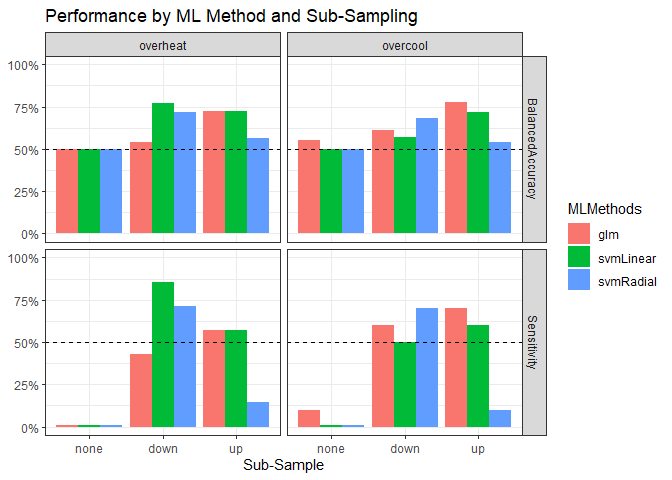 Performance by ML Method and Sub-Sampling
overheat
overcool
100%
75%
50%
25%
0%
BalancedAccuracy
100%
75%
50%
25%
0%
Sensitivity
none
down
up
none
down
up
Sub-Sample
MLMethods
glm
svmLinear
svmRadial